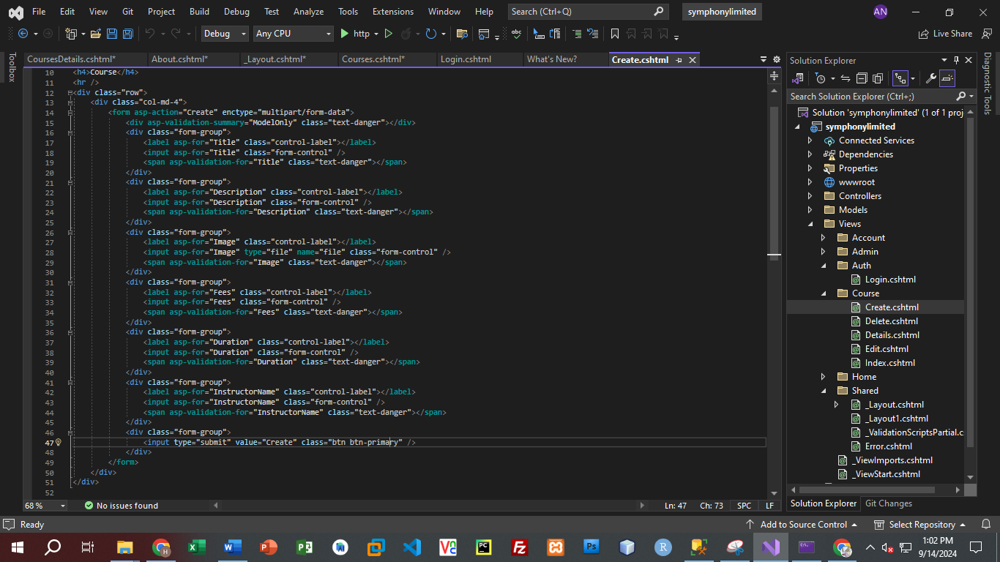 File Edit View Git Project Build Debug Test Analyze Tools Extensions Window Help Search (Ctrl+Q) symphonylimited AN
Debug Any CPU http Live Share
CoursesDetails.cshtml* About.cshtml* _Layout.cshtml* Courses.cshtml* Login.cshtml What's New? Create.cshtml
Toolbox
10 <h4>Course</h4>
11 <hr />
12 <div class="row">
13 <div class="col-md-4">
14 <form asp-action="Create" enctype="multipart/form-data">
15 <div asp-validation-summary="ModelOnly" class="text-danger"></div>
16 <div class="form-group">
17 <label asp-for="Title" class="control-label"></label>
18 <input asp-for="Title" class="form-control" />
19 <span asp-validation-for="Title" class="text-danger"></span>
20 </div>
21 <div class="form-group">
22 <label asp-for="Description" class="control-label"></label>
23 <input asp-for="Description" class="form-control" />
24 <span asp-validation-for="Description" class="text-danger"></span>
25 </div>
26 <div class="form-group">
27 <label asp-for="Image" class="control-label"></label>
28 <input asp-for="Image" type="file" name="file" class="form-control" />
29 <span asp-validation-for="Image" class="text-danger"></span>
30 </div>
31 <div class="form-group">
32 <label asp-for="Fees" class="control-label"></label>
33 <input asp-for="Fees" class="form-control" />
34 <span asp-validation-for="Fees" class="text-danger"></span>
35 </div>
36 <div class="form-group">
37 <label asp-for="Duration" class="control-label"></label>
38 <input asp-for="Duration" class="form-control" />
39 <span asp-validation-for="Duration" class="text-danger"></span>
40 </div>
41 <div class="form-group">
42 <label asp-for="InstructorName" class="control-label"></label>
43 <input asp-for="InstructorName" class="form-control" />
44 <span asp-validation-for="InstructorName" class="text-danger"></span>
45 </div>
46 <div class="form-group">
47 <input type="submit" value="Create" class="btn btn-primary" />
48 </div>
49 </form>
50 </div>
51 </div>
52
68 % No issues found Ln: 47 Ch: 73 SPC LF
Solution Explorer
Search Solution Explorer (Ctrl+;)
Solution 'symphonylimited' (1 of 1 proj
symphonylimited
Connected Services
Dependencies
Properties
wwwroot
Controllers
Models
Views
Account
Admin
Auth
Login.cshtml
Course
Create.cshtml
Delete.cshtml
Details.cshtml
Edit.cshtml
Index.cshtml
Home
Shared
_Layout.cshtml
_Layout1.cshtml
_ValidationScriptsPartial.cs
Error.cshtml
_ViewImports.cshtml
_ViewStart.cshtml
Solution Explorer Git Changes
Diagnostic Tools
Ready Add to Source Control Select Repository
1:02 PM
9/14/2024